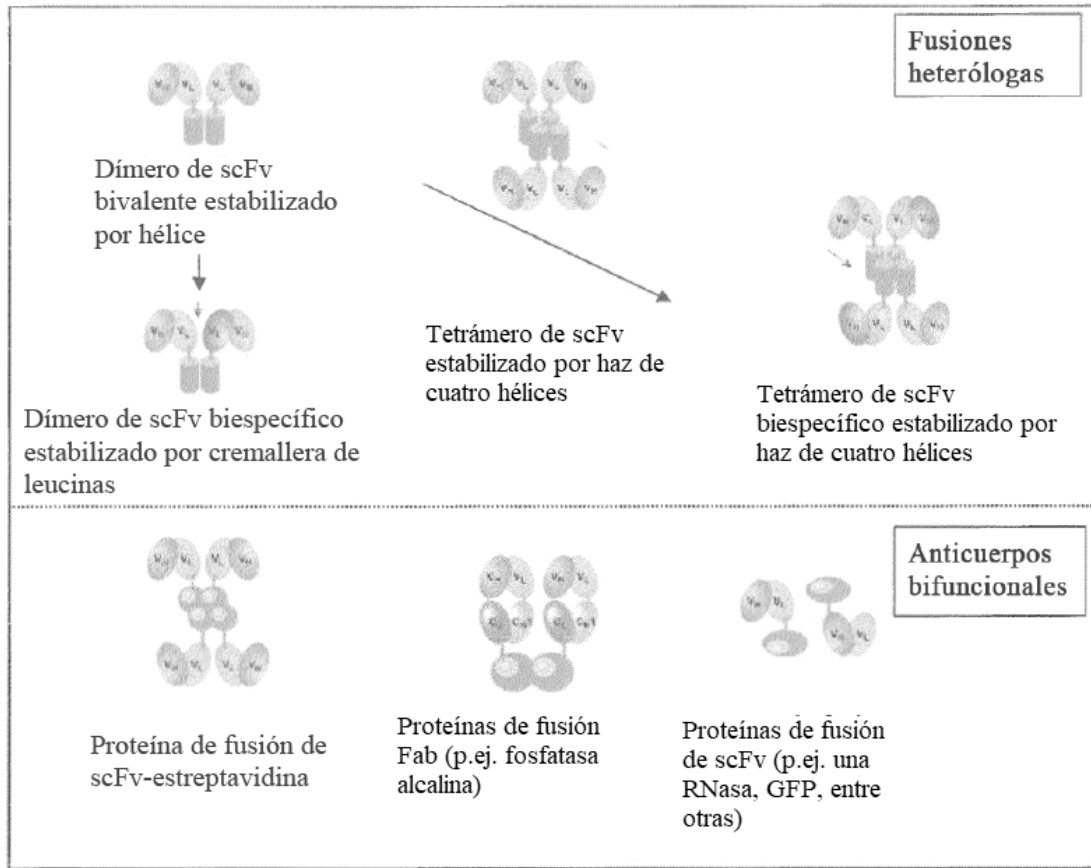 Fusiones
heterólogas
Dímero de scFv
bivalente estabilizado
por hélice
Tetrámero de scFv
estabilizado por haz de
cuatro hélices
Tetrámero de scFv
biespecífico estabilizado por
haz de cuatro hélices
Dímero de scFv biespecífico
estabilizado por cremallera de
leucinas
Anticuerpos
bifuncionales
Proteína de fusión de
scFv-estreptavidina
Proteínas de fusión
Fab (p.ej. fosfatasa
alcalina)
Proteínas de fusión
de scFv (p.ej. una
RNasa, GFP, entre
otras)